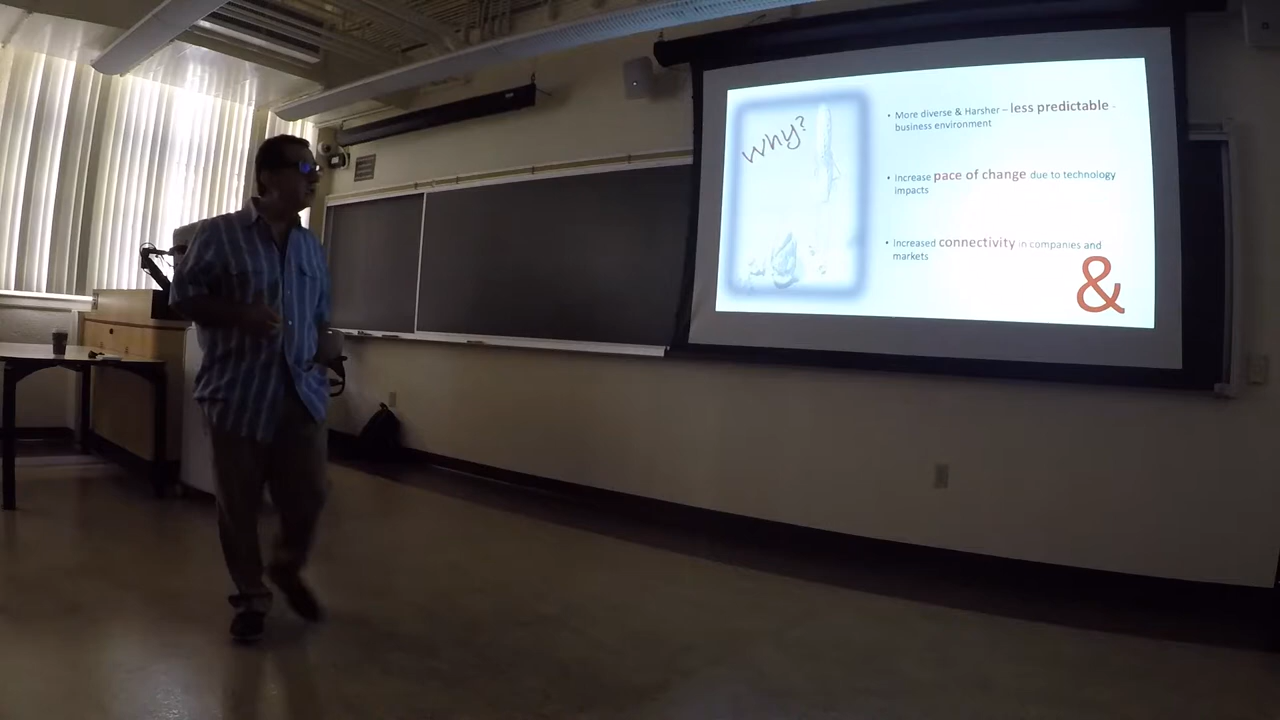 why?
• More diverse & Harsher – less predictable -
business environment
• Increase pace of change due to technology
impacts
• Increased connectivity in companies and
markets
&